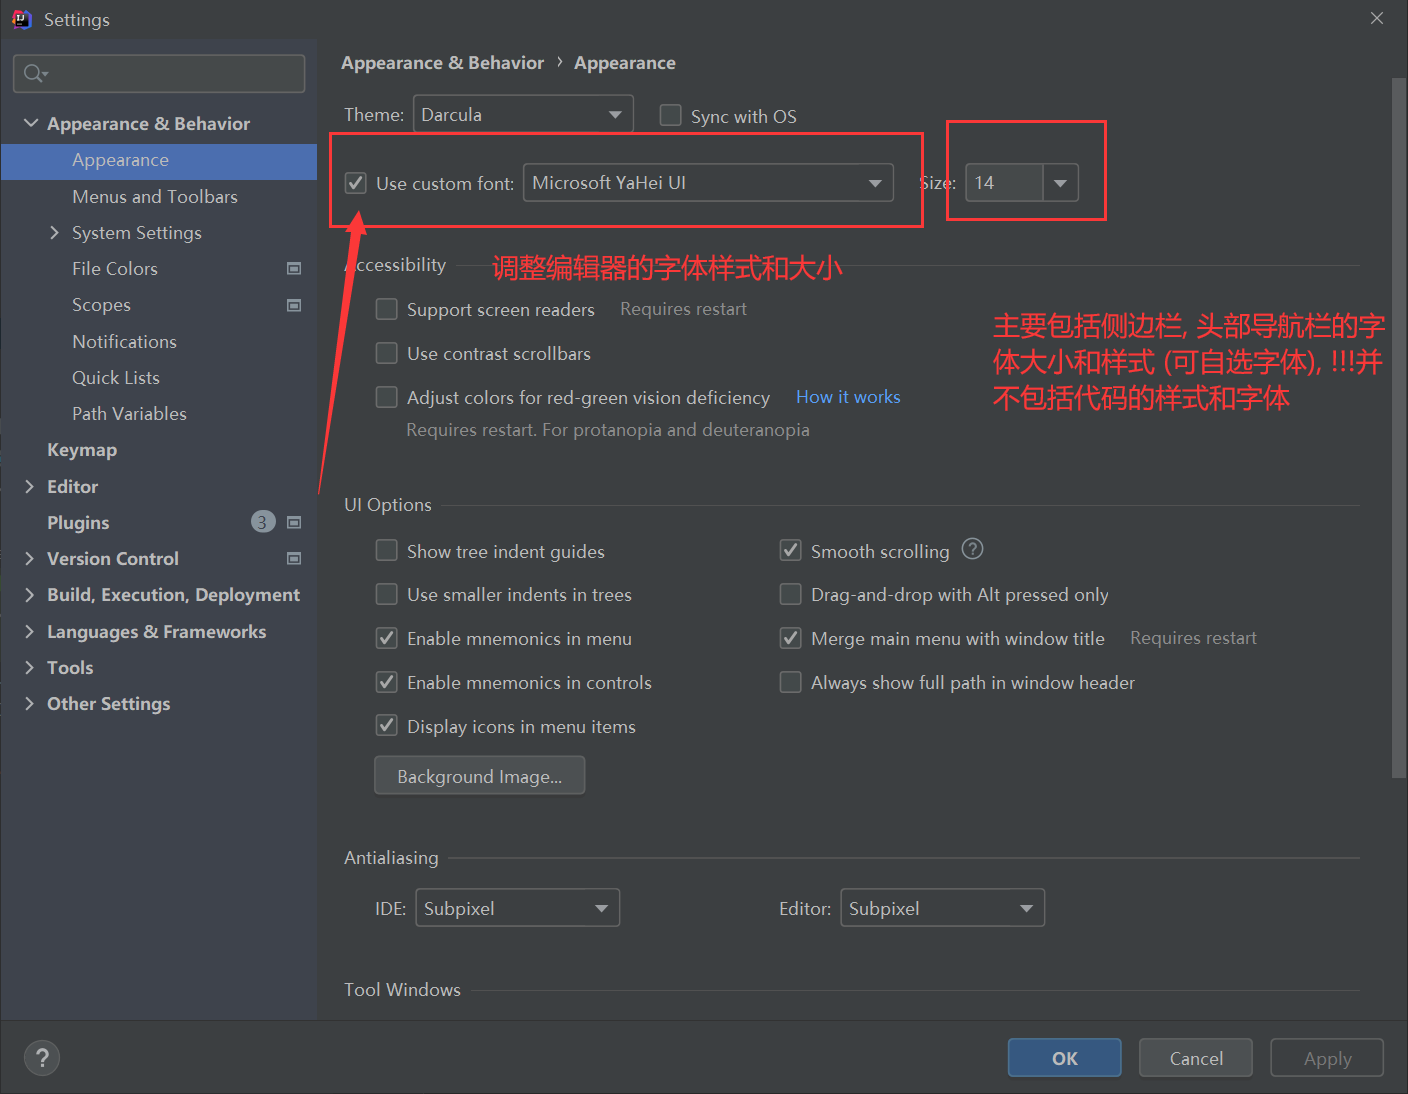 Settings
Appearance & Behavior › Appearance
Appearance & Behavior
Appearance
Menus and Toolbars
System Settings
File Colors
Scopes
Notifications
Quick Lists
Path Variables
Keymap
Editor
Plugins 3
Version Control
Build, Execution, Deployment
Languages & Frameworks
Tools
Other Settings
Theme: Darcula Sync with OS
Use custom font: Microsoft YaHei UI Size: 14
Accessibility
调整编辑器的字体样式和大小
Support screen readers Requires restart
Use contrast scrollbars
Adjust colors for red-green vision deficiency How it works
Requires restart. For protanopia and deuteranopia
主要包括侧边栏, 头部导航栏的字
体大小和样式 (可自选字体), !!!并
不包括代码的样式和字体
UI Options
Show tree indent guides Smooth scrolling ?
Use smaller indents in trees Drag-and-drop with Alt pressed only
Enable mnemonics in menu Merge main menu with window title Requires restart
Enable mnemonics in controls Always show full path in window header
Display icons in menu items
Background Image...
Antialiasing
IDE: Subpixel Editor: Subpixel
Tool Windows
? OK Cancel Apply